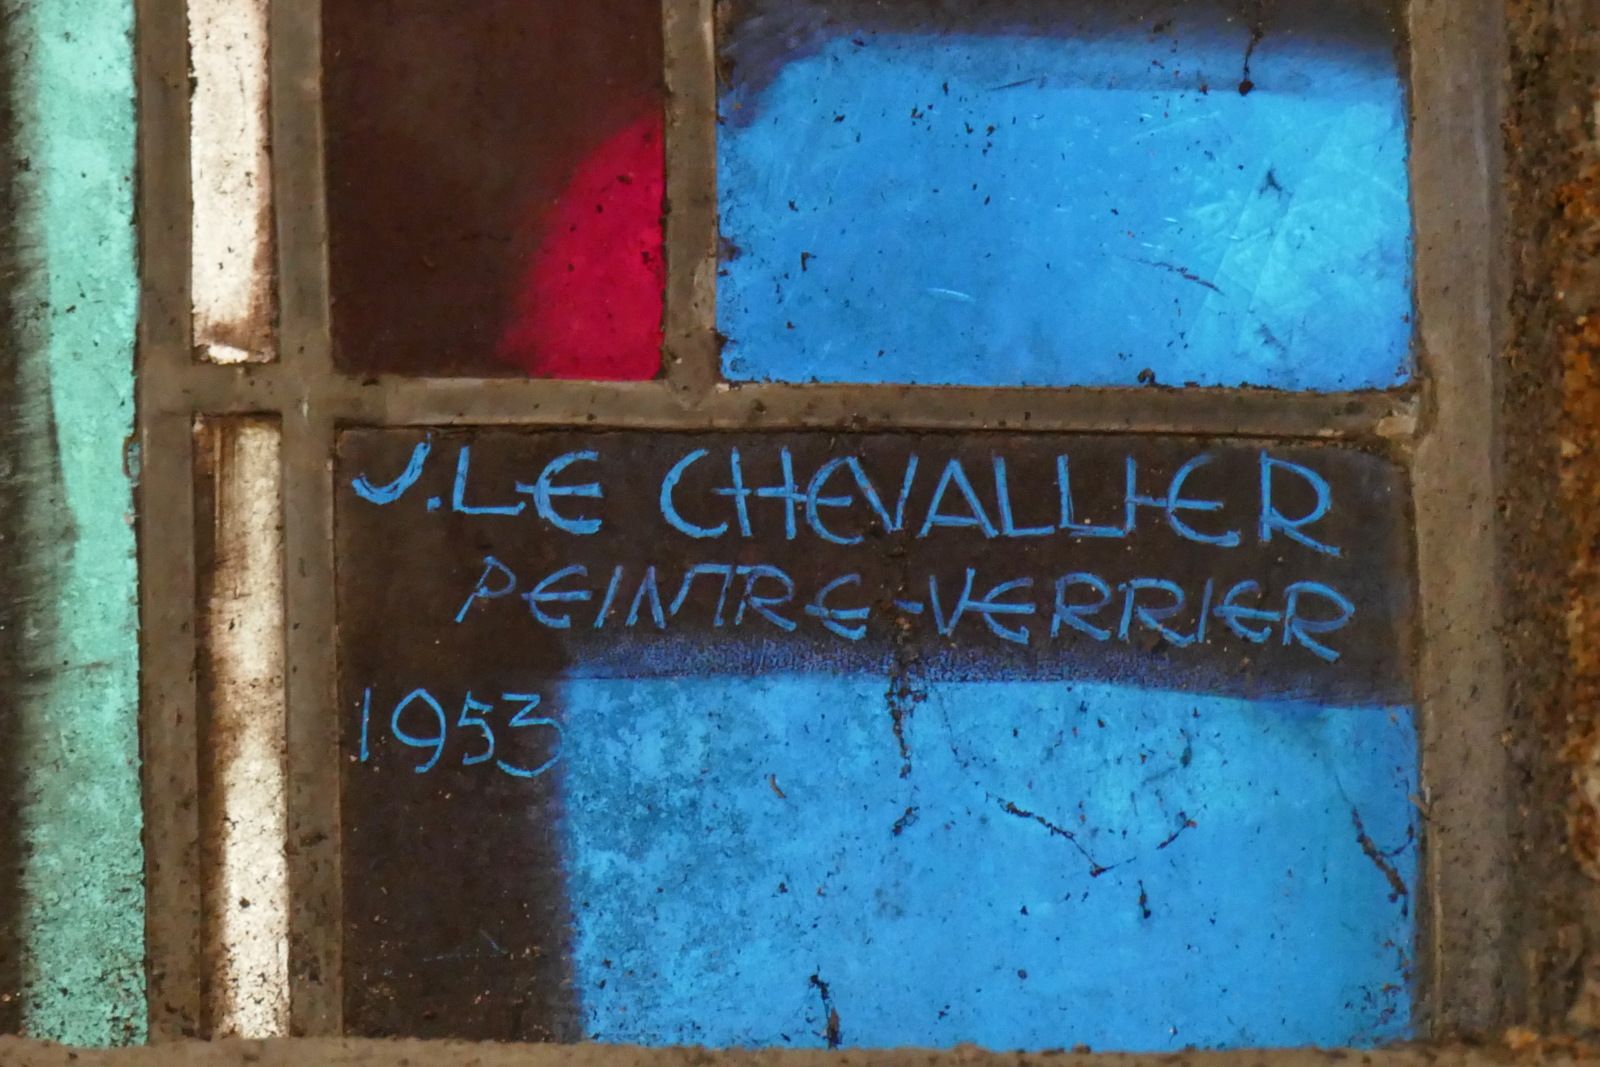 J. LE CHEVALLIER
PEINTRE-VERRIER
1953